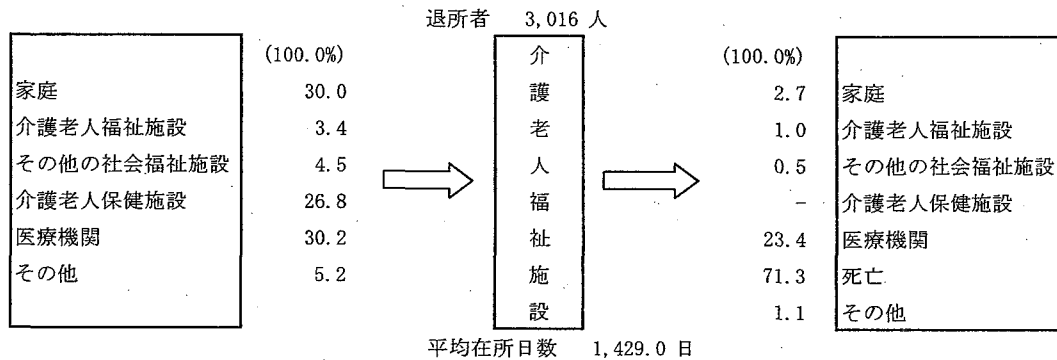 退所者 3,016 人
(100.0%) 介 (100.0%)
家庭 30.0 護 2.7 家庭
介護老人福祉施設 3.4 老 1.0 介護老人福祉施設
その他の社会福祉施設 4.5 人 0.5 その他の社会福祉施設
介護老人保健施設 26.8 福 - 介護老人保健施設
医療機関 30.2 祉 23.4 医療機関
その他 5.2 施 71.3 死亡
設 1.1 その他
平均在所日数 1,429.0 日